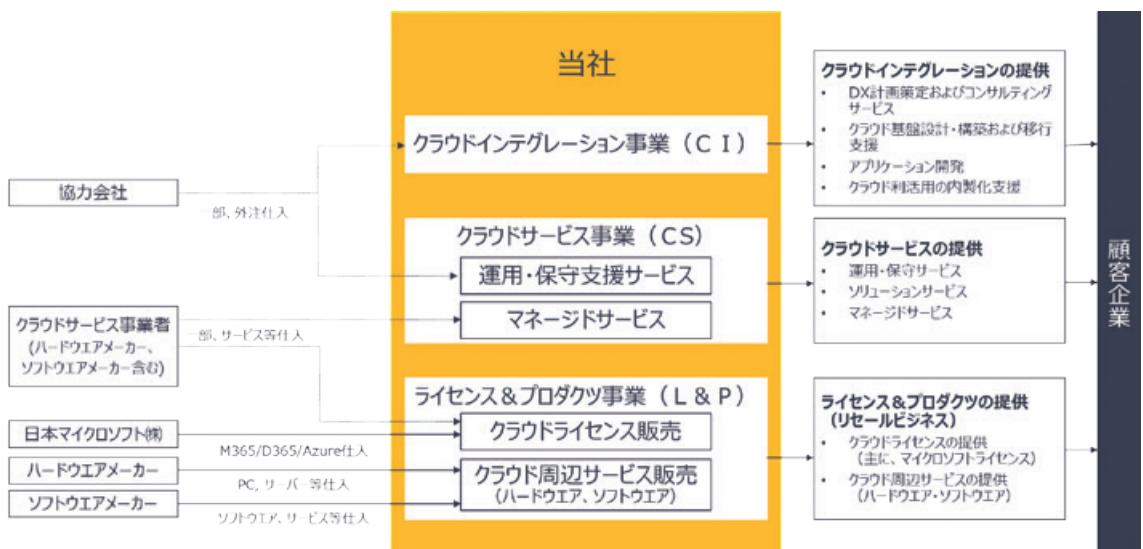 当社
クラウドインテグレーション事業(CI)
クラウドサービス事業(CS)
運用・保守支援サービス
マネージドサービス
ライセンス&プロダクツ事業(L&P)
クラウドライセンス販売
クラウド周辺サービス販売
(ハードウエア、ソフトウエア)
協力会社
一部、外注仕入
クラウドサービス事業者
(ハードウエアメーカー、
ソフトウエアメーカー含む)
一部、サービス等仕入
日本マイクロソフト㈱
M365/D365/Azure仕入
ハードウエアメーカー
PC, サーバー等仕入
ソフトウエアメーカー
ソフトウエア、サービス等仕入
クラウドインテグレーションの提供
• DX計画策定およびコンサルティング
サービス
• クラウド基盤設計・構築および移行
支援
• アプリケーション開発
• クラウド利活用の内製化支援
クラウドサービスの提供
• 運用・保守サービス
• ソリューションサービス
• マネージドサービス
ライセンス&プロダクツの提供
(リセールビジネス)
• クラウドライセンスの提供
(主に、マイクロソフトライセンス)
• クラウド周辺サービスの提供
(ハードウエア・ソフトウエア)
顧客企業